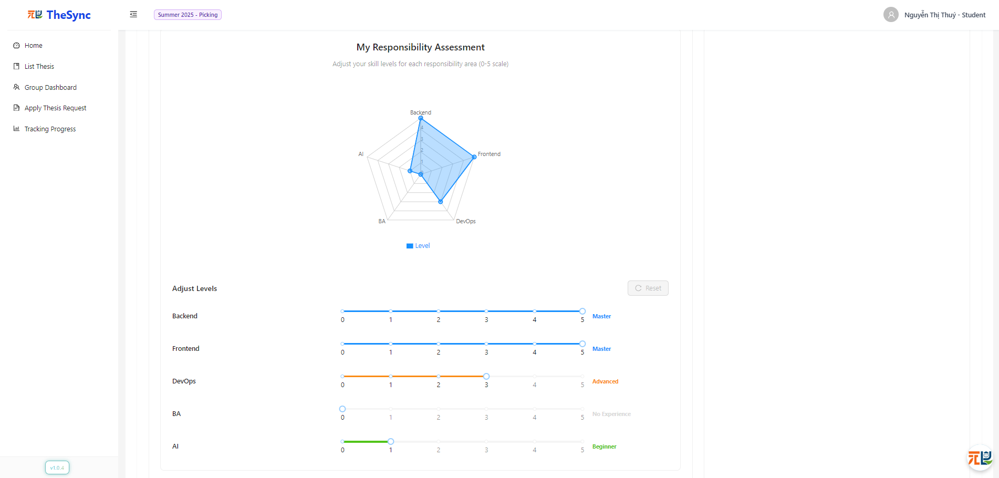 TheSync
Summer 2025 - Picking
Nguyễn Thị Thuý - Student
Home
List Thesis
Group Dashboard
Apply Thesis Request
Tracking Progress
v1.0.4
My Responsibility Assessment
Adjust your skill levels for each responsibility area (0-5 scale)
Backend
4
3
2
1
0
AI
Frontend
BA
DevOps
Level
Adjust Levels
Reset
Backend
0 1 2 3 4 5
Master
Frontend
0 1 2 3 4 5
Master
DevOps
0 1 2 3 4 5
Advanced
BA
0 1 2 3 4 5
No Experience
AI
0 1 2 3 4 5
Beginner